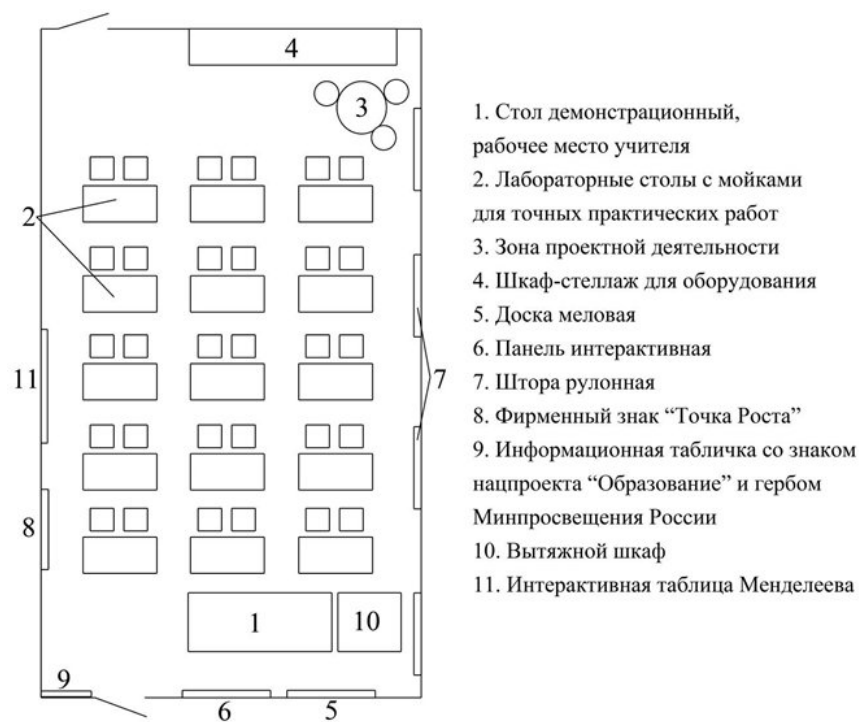 4
3
2
11
7
8
1
10
9
6
5
1. Стол демонстрационный,
рабочее место учителя
2. Лабораторные столы с мойками
для точных практических работ
3. Зона проектной деятельности
4. Шкаф-стеллаж для оборудования
5. Доска меловая
6. Панель интерактивная
7. Штора рулонная
8. Фирменный знак “Точка Роста”
9. Информационная табличка со знаком
нацпроекта “Образование” и гербом
Минпросвещения России
10. Вытяжной шкаф
11. Интерактивная таблица Менделеева